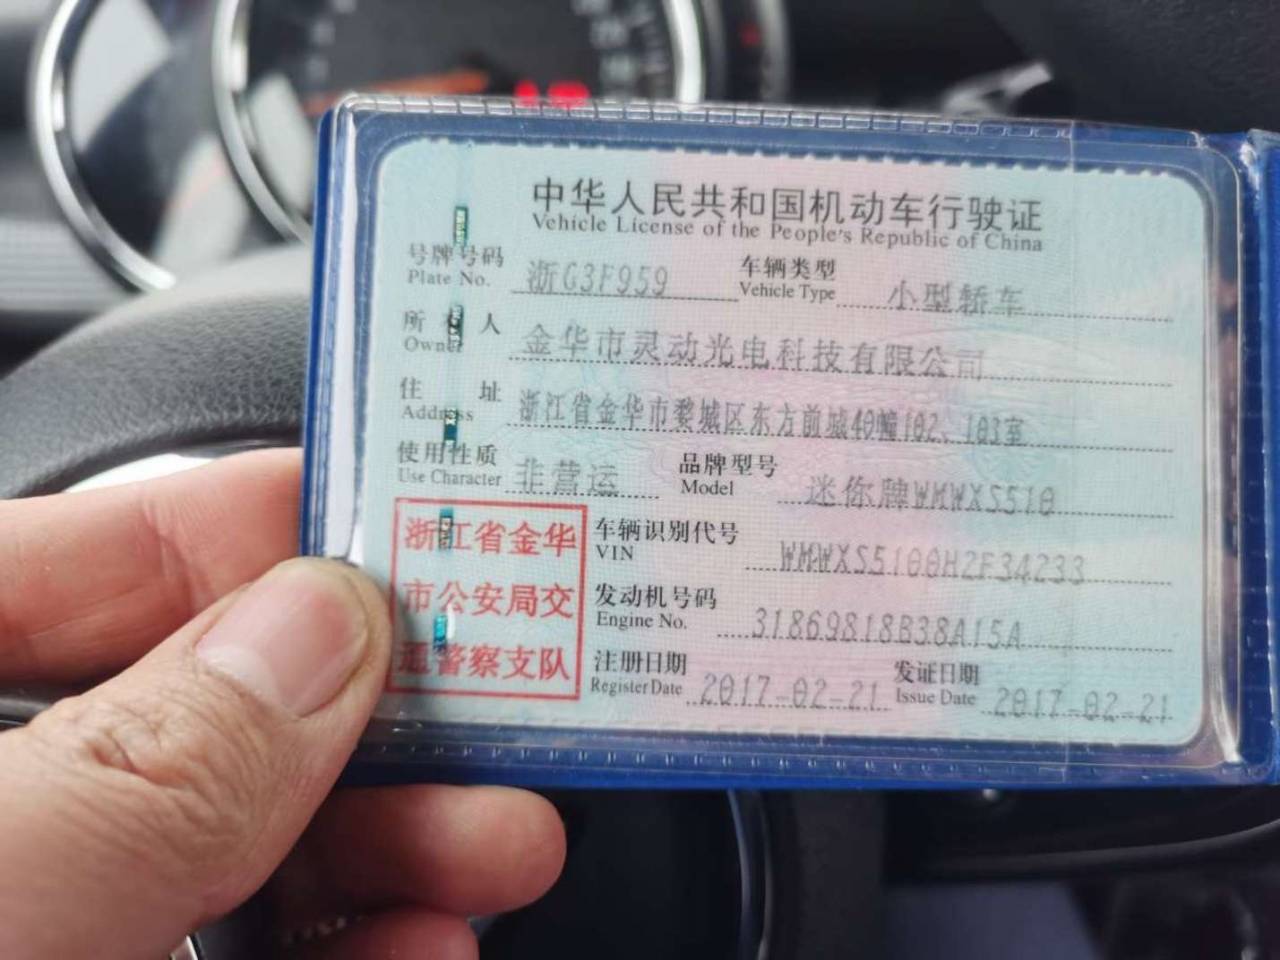 中华人民共和国机动车行驶证
Vehicle License of the People's Republic of China
号牌号码 浙G3F959 车辆类型 小型轿车
Plate No. Vehicle Type
所 人 金华市灵动光电科技有限公司
Owner
住 址 浙江省金华市婺城区东方前城40幢102、103室
Address
使用性质 非营运 品牌型号 迷你牌WMWXS510
Use Character Model
浙江省金华
市公安局交
通警察支队
车辆识别代号 WMWXS5100H2F34233
VIN
发动机号码 31869818B38A15A
Engine No.
注册日期 2017-02-21 发证日期 2017-02-21
Register Date Issue Date